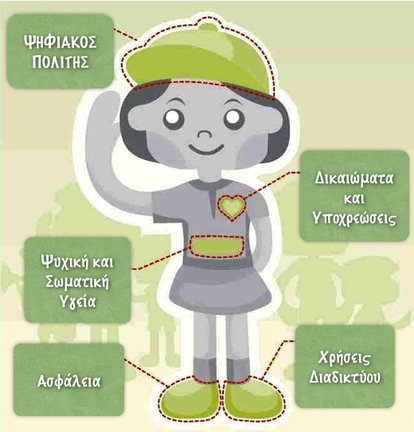 ΨΗΦΙΑΚΟΣ
ΠΟΛΙΤΗΣ
Δικαιώματα
και
Υποχρεώσεις
Ψυχική και
Σωματική
Υγεία
Ασφάλεια
Χρήσεις
Διαδικτύου